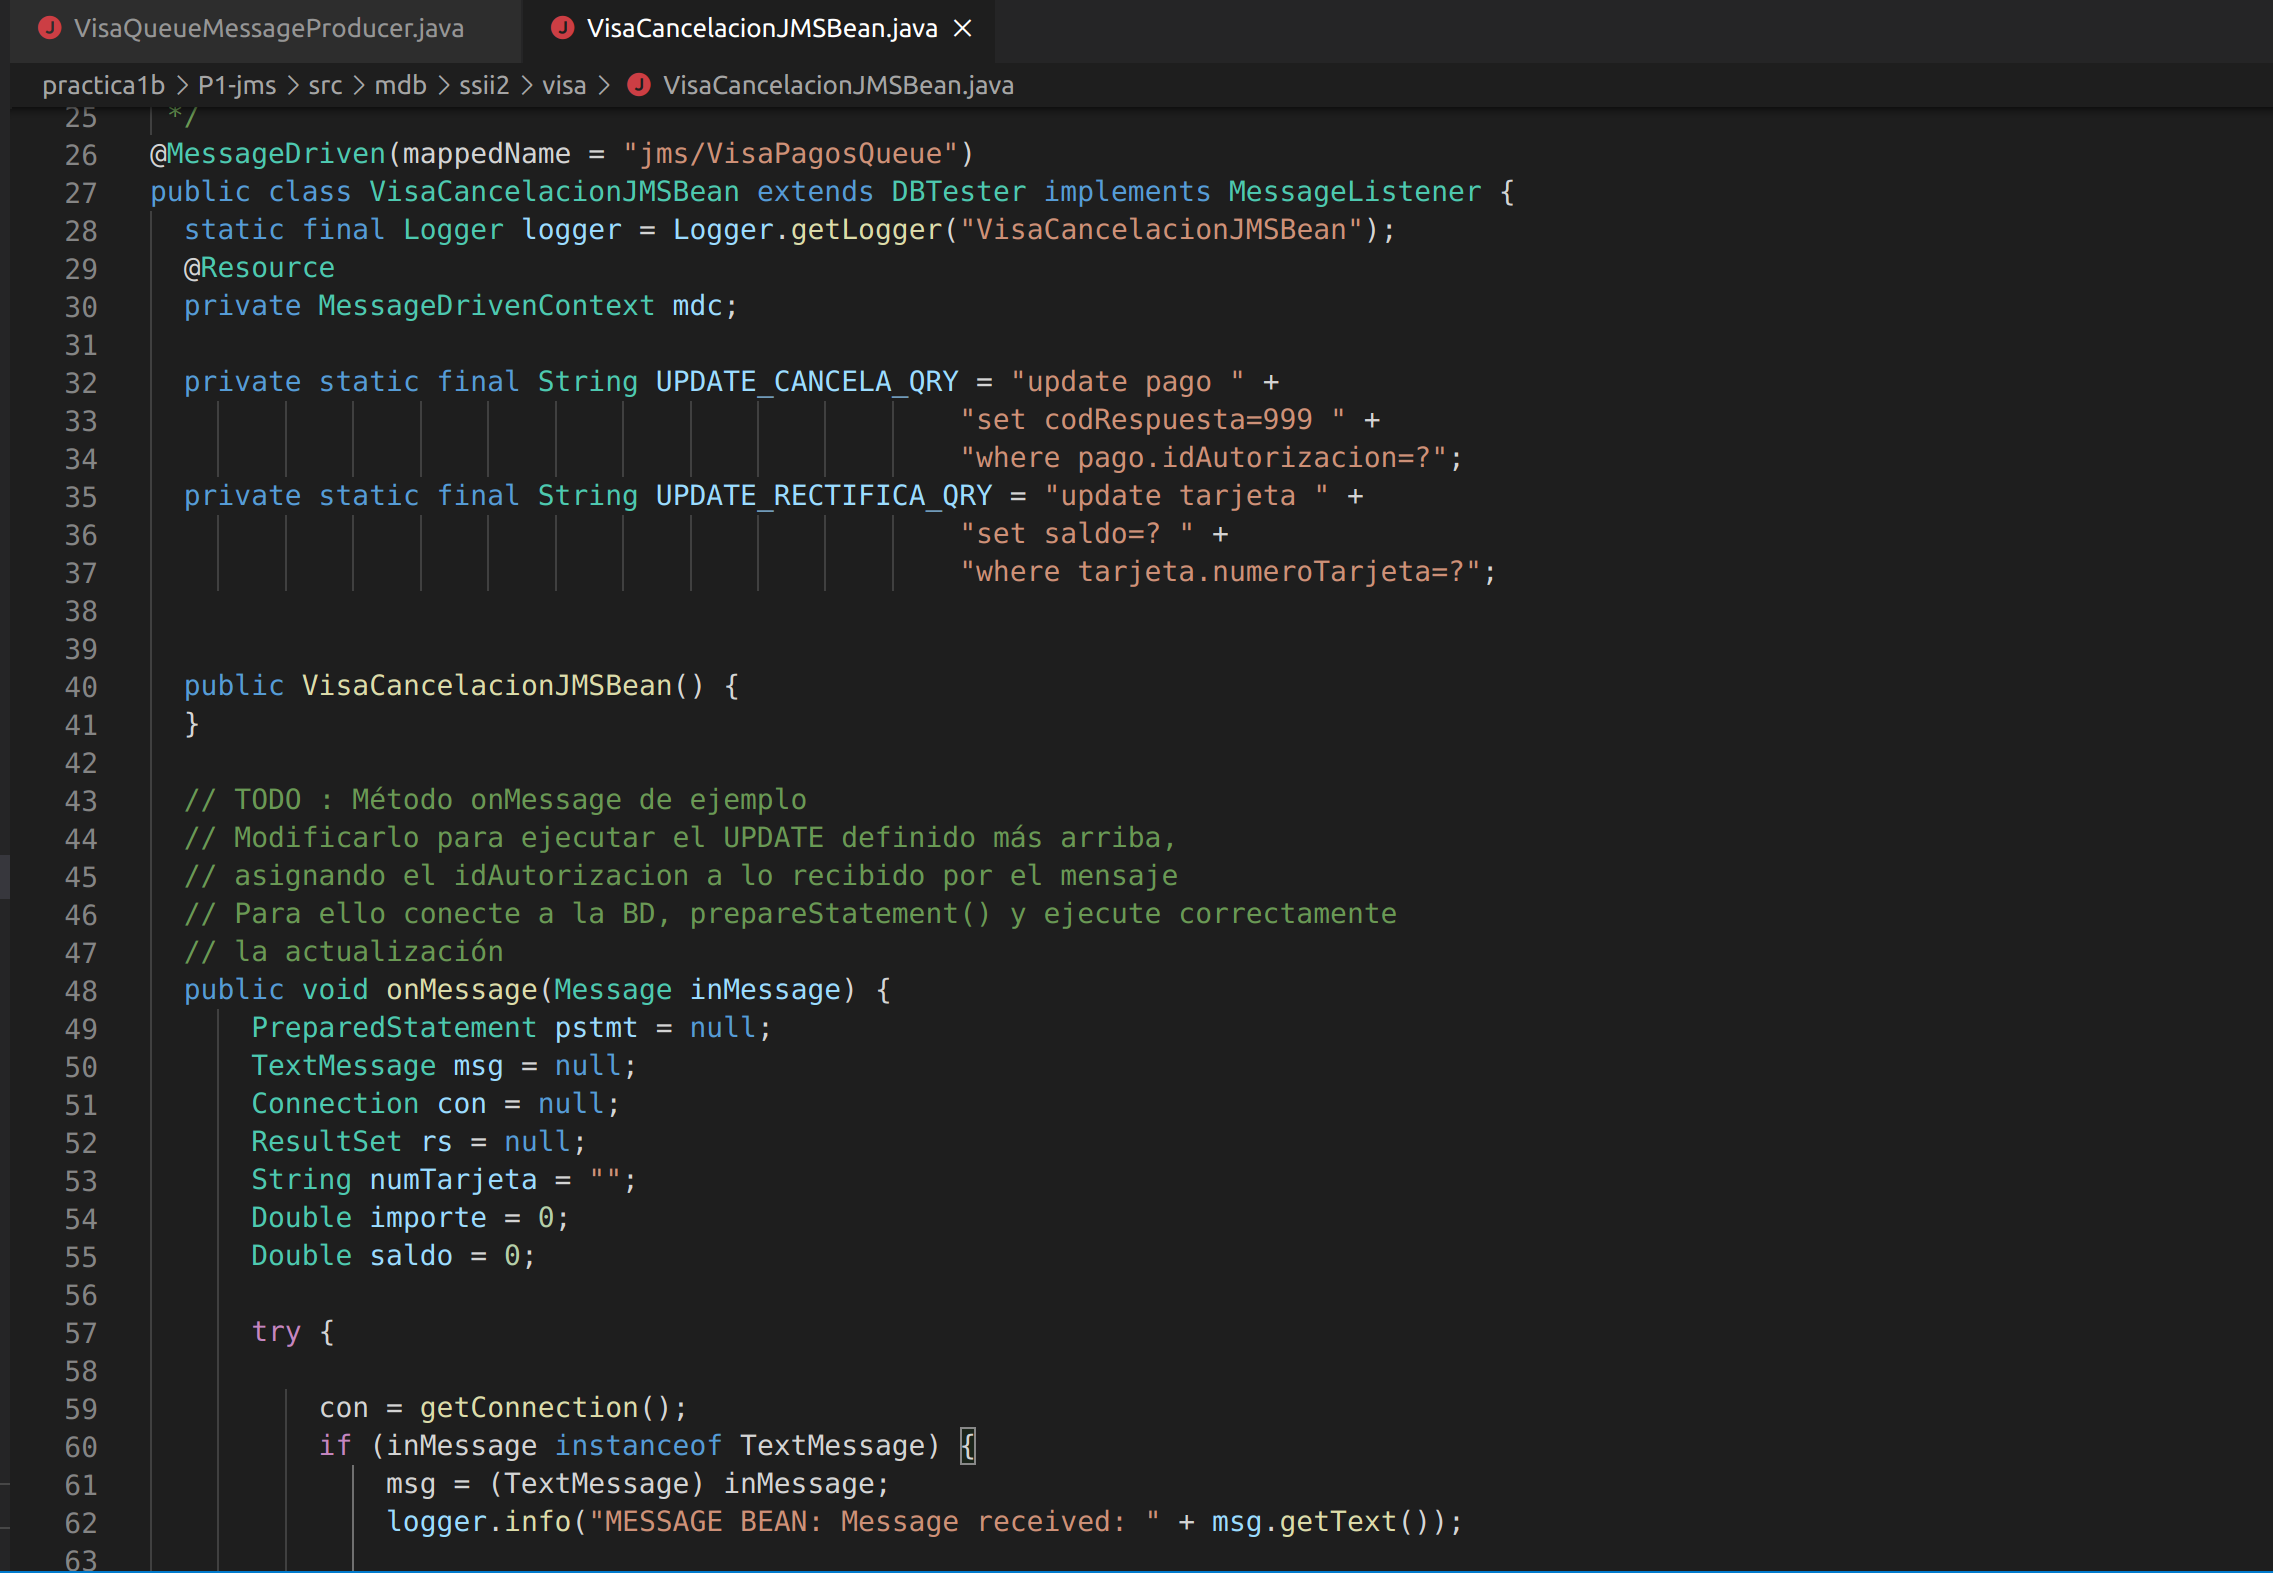 VisaQueueMessageProducer.java VisaCancelacionJMSBean.java
practica1b > P1-jms > src > mdb > ssii2 > visa > VisaCancelacionJMSBean.java
25 */
26 @MessageDriven(mappedName = "jms/VisaPagosQueue")
27 public class VisaCancelacionJMSBean extends DBTester implements MessageListener {
28 static final Logger logger = Logger.getLogger("VisaCancelacionJMSBean");
29 @Resource
30 private MessageDrivenContext mdc;
31
32 private static final String UPDATE_CANCELA_QRY = "update pago " +
33 "set codRespuesta=999 " +
34 "where pago.idAutorizacion=?";
35 private static final String UPDATE_RECTIFICA_QRY = "update tarjeta " +
36 "set saldo=? " +
37 "where tarjeta.numeroTarjeta=?";
38
39
40 public VisaCancelacionJMSBean() {
41 }
42
43 // TODO : Método onMessage de ejemplo
44 // Modificarlo para ejecutar el UPDATE definido más arriba,
45 // asignando el idAutorizacion a lo recibido por el mensaje
46 // Para ello conecte a la BD, prepareStatement() y ejecute correctamente
47 // la actualización
48 public void onMessage(Message inMessage) {
49 PreparedStatement pstmt = null;
50 TextMessage msg = null;
51 Connection con = null;
52 ResultSet rs = null;
53 String numTarjeta = "";
54 Double importe = 0;
55 Double saldo = 0;
56
57 try {
58
59 con = getConnection();
60 if (inMessage instanceof TextMessage) {
61 msg = (TextMessage) inMessage;
62 logger.info("MESSAGE BEAN: Message received: " + msg.getText());
63